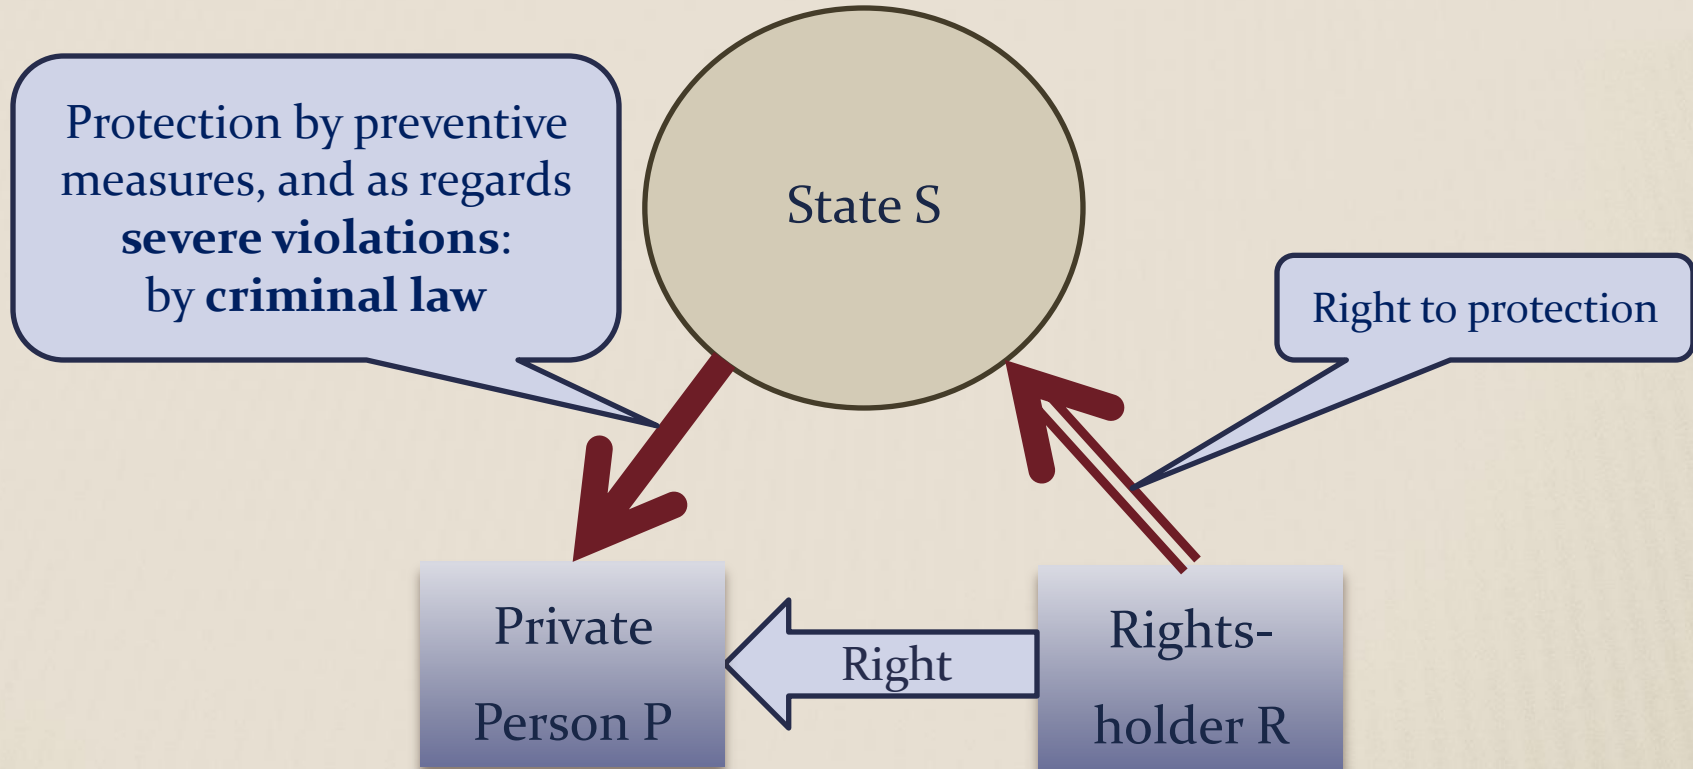 Protection by preventive
measures, and as regards
severe violations:
by criminal law
State S
Right to protection
Private
Person P
Right
Rights-
holder R